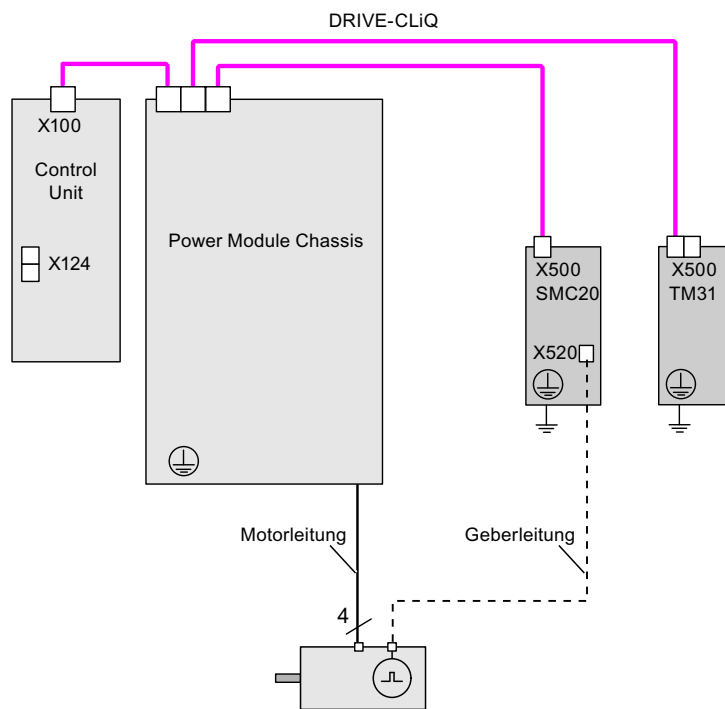 DRIVE-CLiQ
X100
Control
Unit
X124
Power Module Chassis
X500
SMC20
X520
X500
TM31
Motorleitung
Geberleitung
4